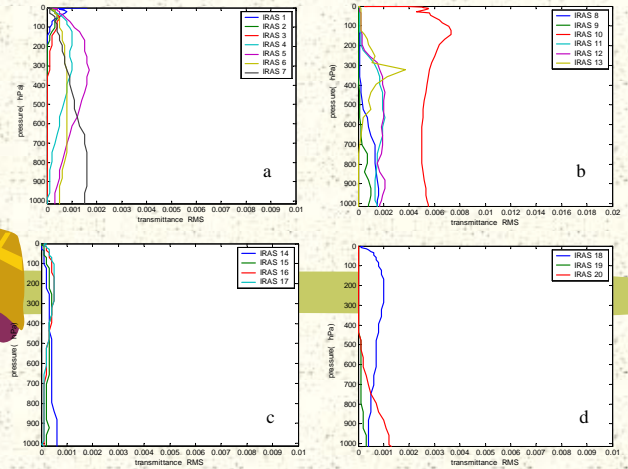 0
100
200
300
400
500
600
700
800
900
1000
pressure( hPa)
0 0.001 0.002 0.003 0.004 0.005 0.006 0.007 0.008 0.009 0.01
transmittance RMS
IRAS 1
IRAS 2
IRAS 3
IRAS 4
IRAS 5
IRAS 6
IRAS 7
a
0
100
200
300
400
500
600
700
800
900
1000
pressure( hPa)
0 0.002 0.004 0.006 0.008 0.010 0.012 0.014 0.016 0.018 0.02
transmittance RMS
IRAS 8
IRAS 9
IRAS 10
IRAS 11
IRAS 12
IRAS 13
b
0
100
200
300
400
500
600
700
800
900
1000
pressure( hPa)
0 0.001 0.002 0.003 0.004 0.005 0.006 0.007 0.008 0.009 0.01
transmittance RMS
IRAS 14
IRAS 15
IRAS 16
IRAS 17
c
0
100
200
300
400
500
600
700
800
900
1000
pressure( hPa)
0 0.001 0.002 0.003 0.004 0.005 0.006 0.007 0.008 0.009 0.01
transmittance RMS
IRAS 18
IRAS 19
IRAS 20
d